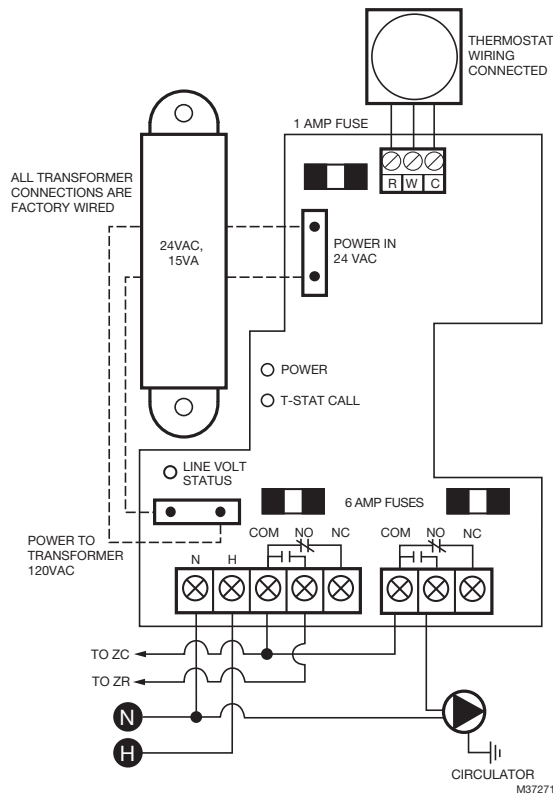 THERMOSTAT
WIRING
CONNECTED
1 AMP FUSE
R W C
ALL TRANSFORMER
CONNECTIONS ARE
FACTORY WIRED
24VAC,
15VA
POWER IN
24 VAC
POWER
T-STAT CALL
LINE VOLT
STATUS
6 AMP FUSES
POWER TO
TRANSFORMER
120VAC
N H COM NO NC COM NO NC
TO ZC
TO ZR
N
H
CIRCULATOR
M37271